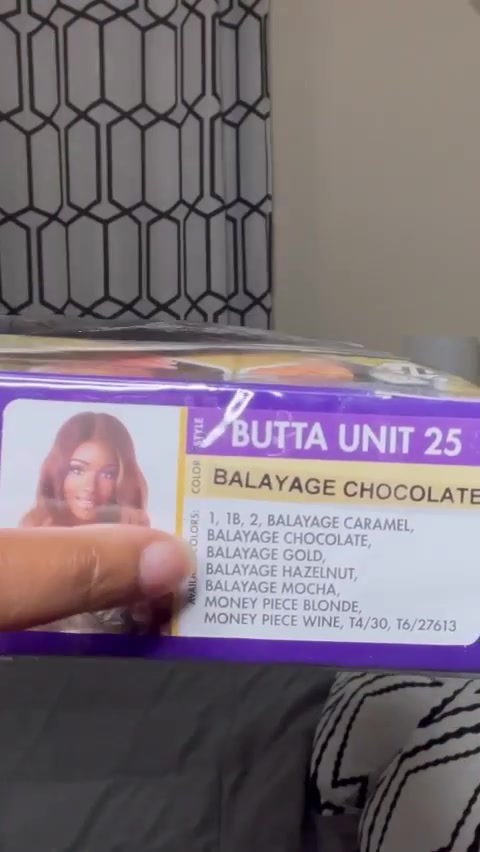 STYLE
BUTTA UNIT 25
COLOR
BALAYAGE CHOCOLATE
COLORS:
1, 1B, 2, BALAYAGE CARAMEL,
BALAYAGE CHOCOLATE,
BALAYAGE GOLD,
BALAYAGE HAZELNUT,
BALAYAGE MOCHA,
MONEY PIECE BLONDE,
MONEY PIECE WINE, T4/30, T6/27613